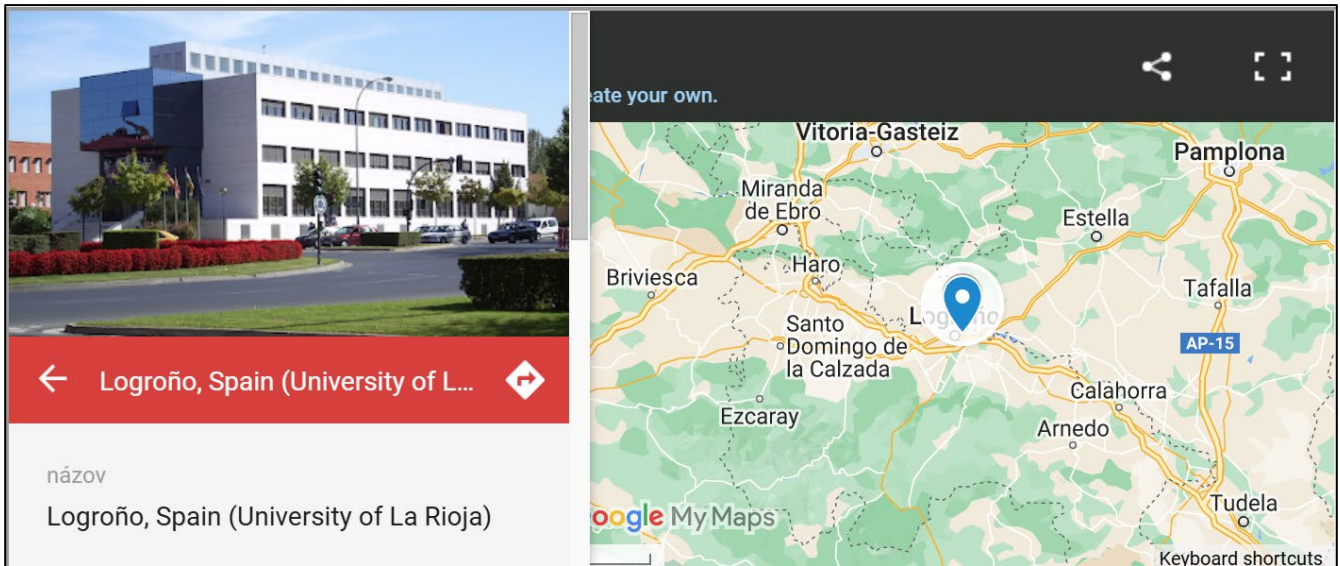 eate your own.
Logroño, Spain (University of L...
názov
Logroño, Spain (University of La Rioja)
Vitoria-Gasteiz
Pamplona
Miranda
de Ebro
Estella
Haro
Briviesca
Tafalla
Logroño
Santo
Domingo de
la Calzada
AP-15
Calahorra
Ezcaray
Arnedo
Tudela
oogle My Maps
Keyboard shortcuts